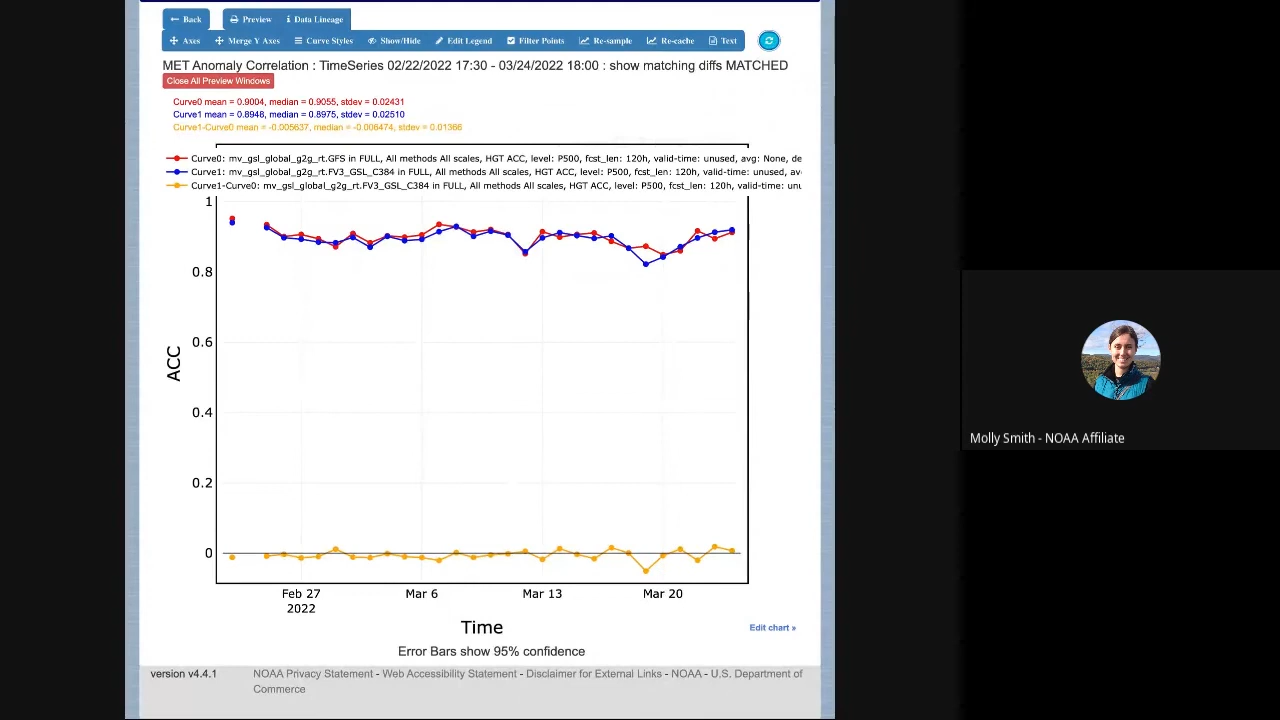 Back Preview Data Lineage
Axes Merge Y Axes Curve Styles Show/Hide Edit Legend Filter Points Re-sample Re-cache Text
MET Anomaly Correlation : TimeSeries 02/22/2022 17:30 - 03/24/2022 18:00 : show matching diffs MATCHED
Close All Preview Windows
Curve0 mean = 0.9004, median = 0.9055, stdev = 0.02431
Curve1 mean = 0.8948, median = 0.8975, stdev = 0.02510
Curve1-Curve0 mean = -0.005637, median = -0.006474, stdev = 0.01366
Curve0: mv_gsl_global_g2g_rt.GFS in FULL, All methods All scales, HGT ACC, level: P500, fcst_len: 120h, valid-time: unused, avg: None, de
Curve1: mv_gsl_global_g2g_rt.FV3_GSL_C384 in FULL, All methods All scales, HGT ACC, level: P500, fcst_len: 120h, valid-time: unused, av
Curve1-Curve0: mv_gsl_global_g2g_rt.FV3_GSL_C384 in FULL, All methods All scales, HGT ACC, level: P500, fcst_len: 120h, valid-time: unu
1
0.8
0.6
0.4
0.2
0
ACC
Feb 27 Mar 6 Mar 13 Mar 20
2022
Time
Edit chart »
Error Bars show 95% confidence
version v4.4.1 NOAA Privacy Statement - Web Accessibility Statement - Disclaimer for External Links - NOAA - U.S. Department of
Commerce
Molly Smith - NOAA Affiliate